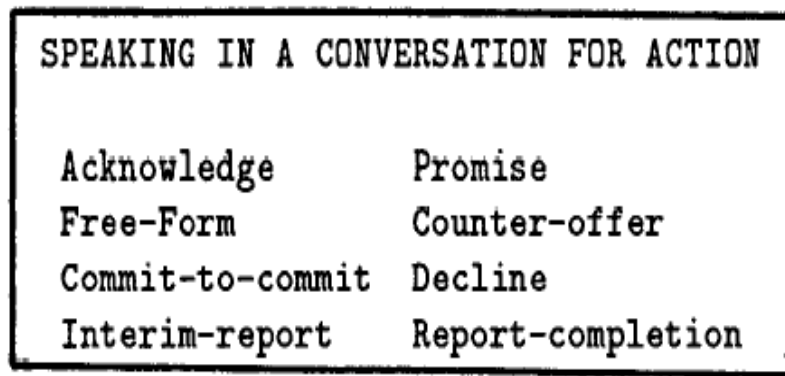 SPEAKING IN A CONVERSATION FOR ACTION
Acknowledge Promise
Free-Form Counter-offer
Commit-to-commit Decline
Interim-report Report-completion